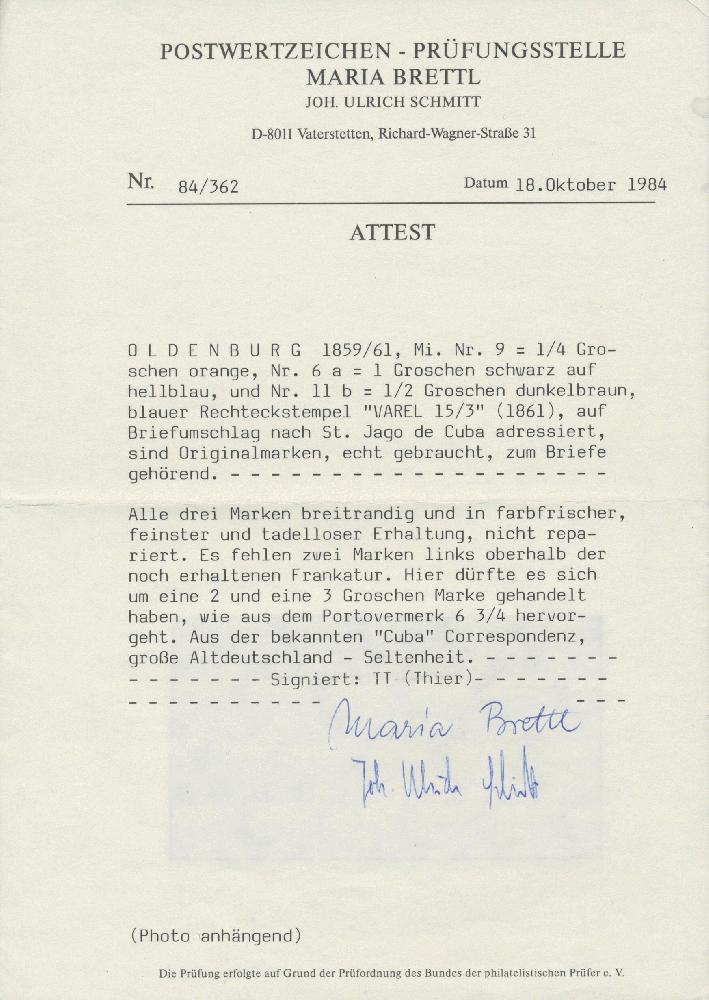 POSTWERTZEICHEN - PRÜFUNGSSTELLE
MARIA BRETTL
JOH. ULRICH SCHMITT
D-8011 Vaterstetten, Richard-Wagner-Straße 31
Nr. 84/362 Datum 18.Oktober 1984
ATTEST
O L D E N B U R G 1859/61, Mi. Nr. 9 = 1/4 Gro-
schen orange, Nr. 6 a = 1 Groschen schwarz auf
hellblau, und Nr. 11 b = 1/2 Groschen dunkelbraun,
blauer Rechteckstempel "VAREL 15/3" (1861), auf
Briefumschlag nach St. Jago de Cuba adressiert,
sind Originalmarken, echt gebraucht, zum Briefe
gehörend. - - - - - - - - - - - - - - - - - - -
Alle drei Marken breitrandig und in farbfrischer,
feinster und tadelloser Erhaltung, nicht repa-
riert. Es fehlen zwei Marken links oberhalb der
noch erhaltenen Frankatur. Hier dürfte es sich
um eine 2 und eine 3 Groschen Marke gehandelt
haben, wie aus dem Portovermerk 6 3/4 hervor-
geht. Aus der bekannten "Cuba" Correspondenz,
große Altdeutschland - Seltenheit. - - - - - - -
- - - - - - - Signiert: TT (Thier)- - - - - - -
- - - - - - - - - - - - -
Maria Brettl
Joh. Ulrich Schmitt
(Photo anhängend)
Die Prüfung erfolgte auf Grund der Prüfordnung des Bundes der philatelistischen Prüfer e. V.